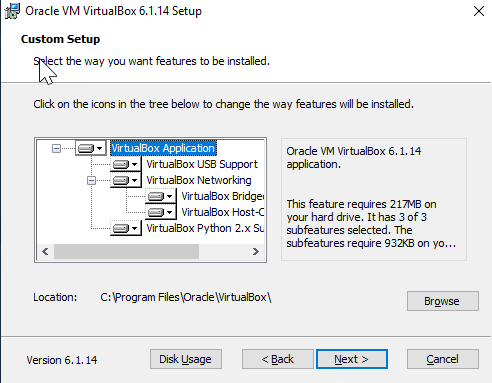 Oracle VM VirtualBox 6.1.14 Setup
Custom Setup
Select the way you want features to be installed.
Click on the icons in the tree below to change the way features will be installed.
VirtualBox Application
VirtualBox USB Support
VirtualBox Networking
VirtualBox Bridged
VirtualBox Host-O
VirtualBox Python 2.x Su
Oracle VM VirtualBox 6.1.14
application.
This feature requires 217MB on
your hard drive. It has 3 of 3
subfeatures selected. The
subfeatures require 932KB on yo...
Location: C:\Program Files\Oracle\VirtualBox\
Browse
Version 6.1.14
Disk Usage
< Back
Next >
Cancel